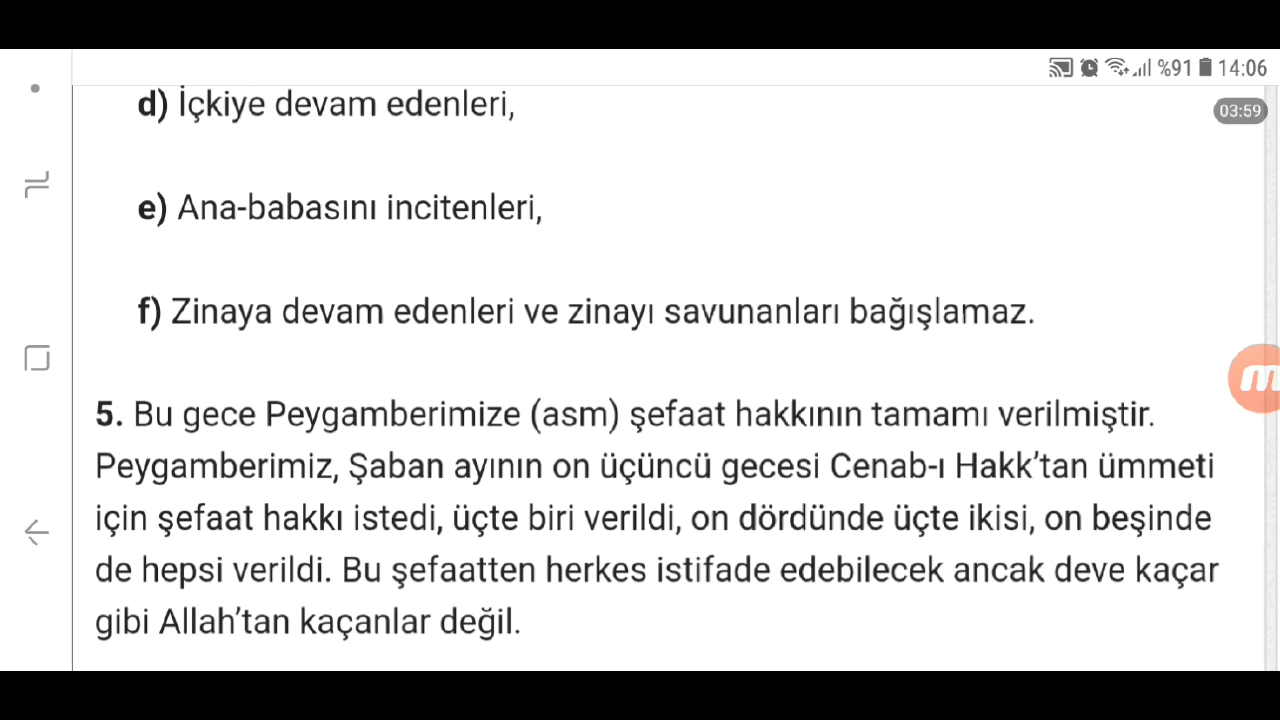 %91 14:06
d) İçkiye devam edenleri,
03:59
e) Ana-babasını incitenleri,
f) Zinaya devam edenleri ve zinayı savunanları bağışlamaz.
m
5. Bu gece Peygamberimize (asm) şefaat hakkının tamamı verilmiştir.
Peygamberimiz, Şaban ayının on üçüncü gecesi Cenab-ı Hakk’tan ümmeti
için şefaat hakkı istedi, üçte biri verildi, on dördünde üçte ikisi, on beşinde
de hepsi verildi. Bu şefaatten herkes istifade edebilecek ancak deve kaçar
gibi Allah’tan kaçanlar değil.